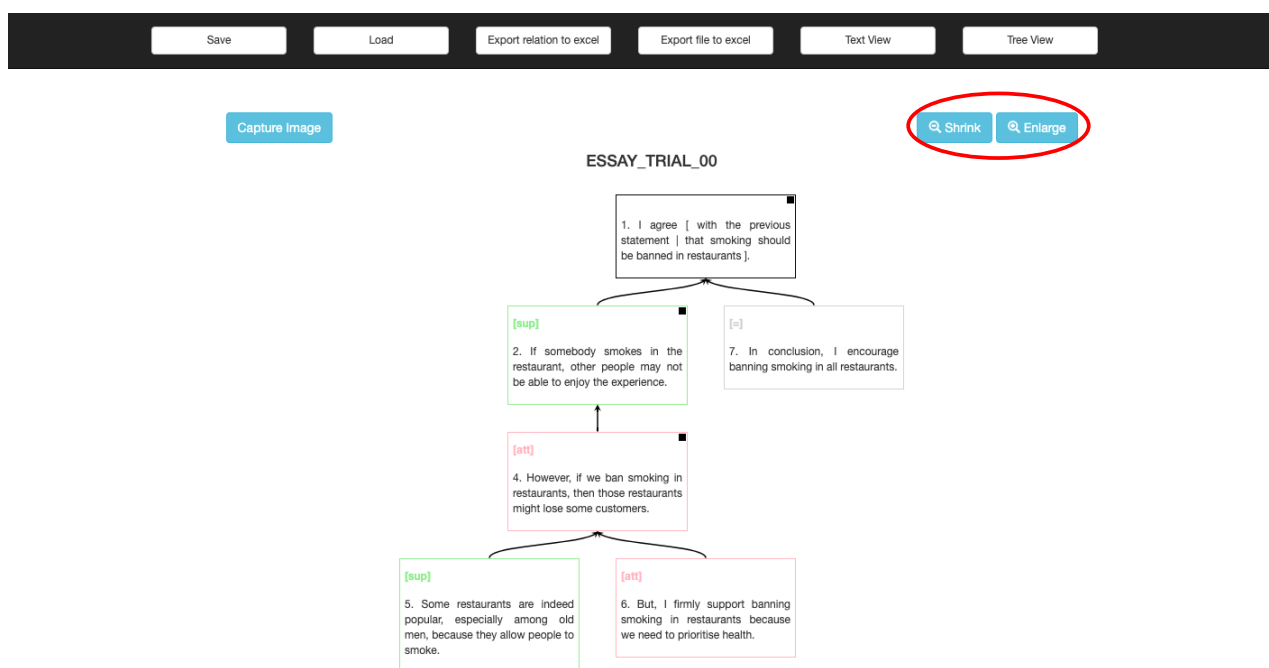 Save Load Export relation to excel Export file to excel Text View Tree View
Capture Image Shrink Enlarge
ESSAY_TRIAL_00
1. I agree [ with the previous
statement | that smoking should
be banned in restaurants ].
[sup]
2. If somebody smokes in the
restaurant, other people may not
be able to enjoy the experience.
[=]
7. In conclusion, I encourage
banning smoking in all restaurants.
[att]
4. However, if we ban smoking in
restaurants, then those restaurants
might lose some customers.
[sup]
5. Some restaurants are indeed
popular, especially among old
men, because they allow people to
smoke.
[att]
6. But, I firmly support banning
smoking in restaurants because
we need to prioritise health.